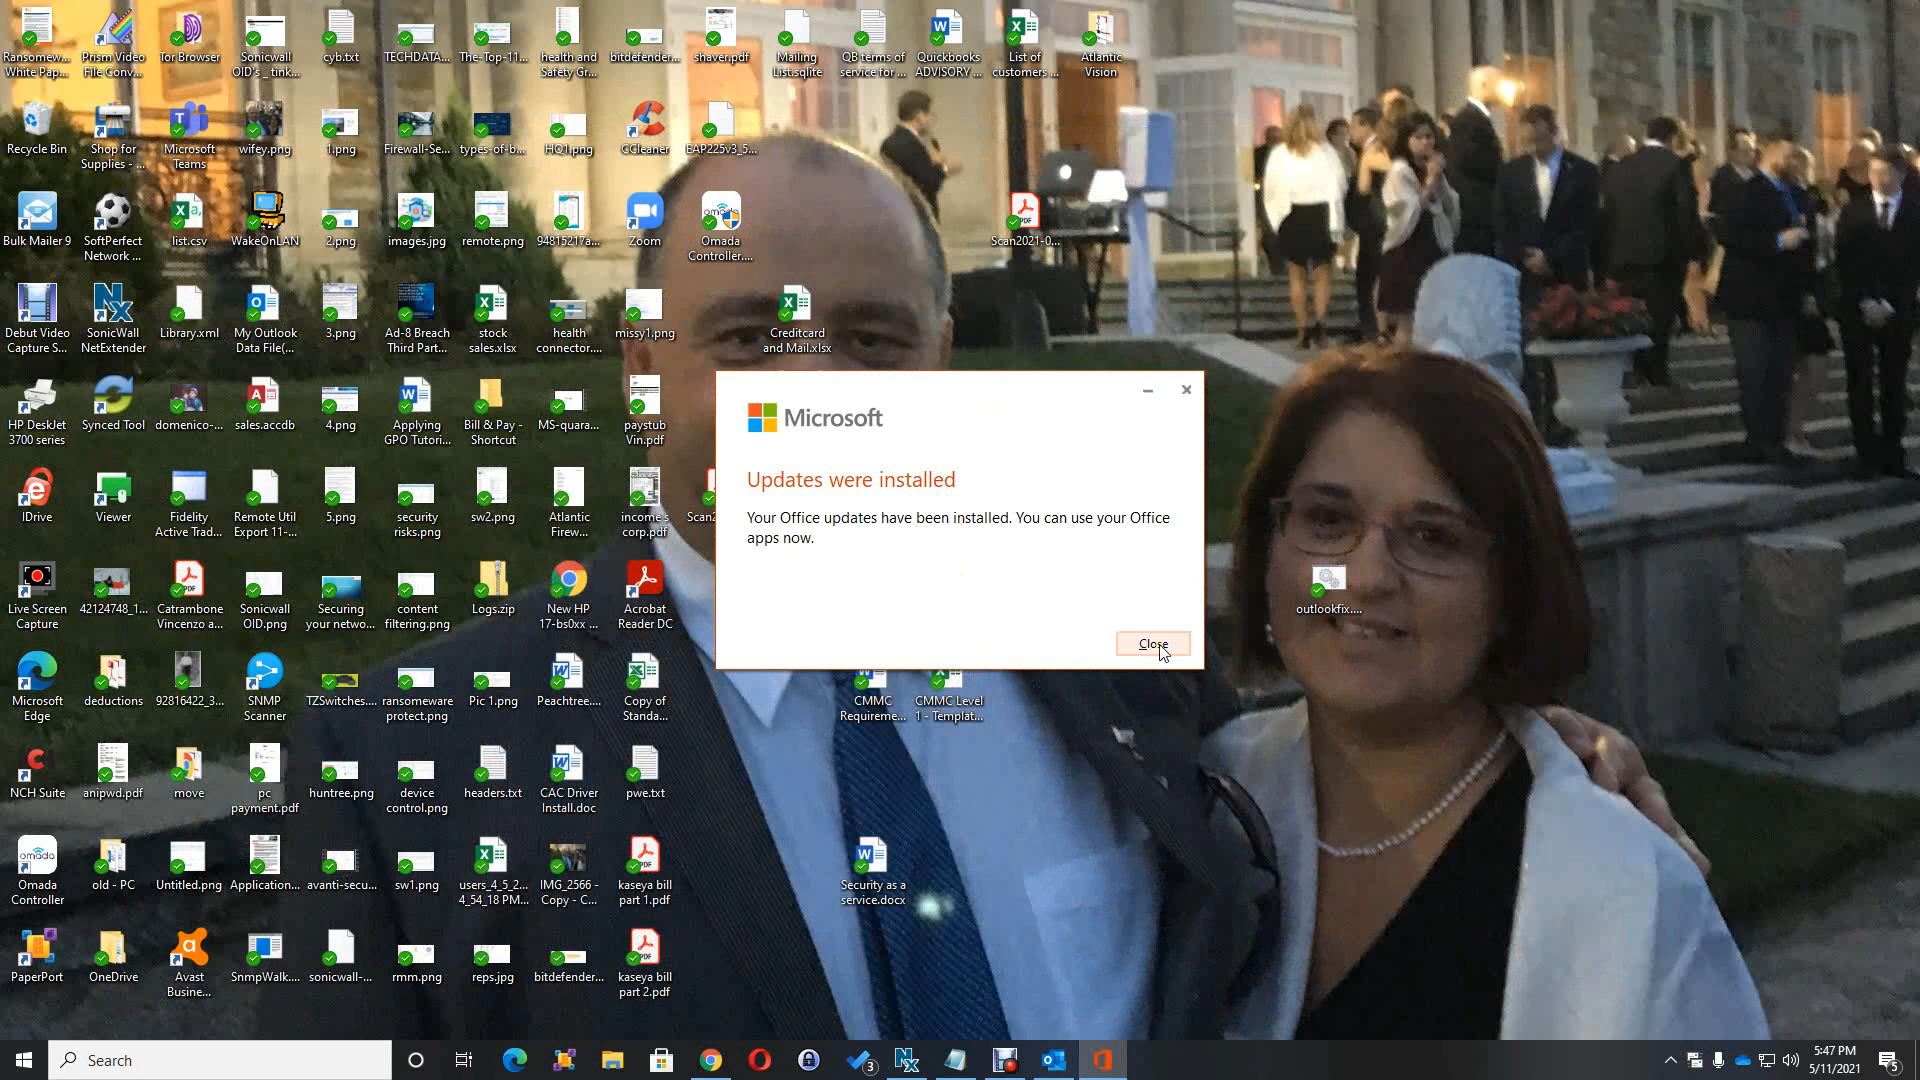 Ransomew...
White Pap...
Prism Video
File Conv...
Tor Browser
Sonicwall
OID's _ tink...
cyb.txt
TECHDATA...
The-Top-11...
health and
Safety Gr...
bitdefender...
shaver.pdf
Mailing
List.sqlite
QB terms of
service for ...
Quickbooks
ADVISORY ...
List of
customers ...
Atlantic
Vision
Recycle Bin
Shop for
Supplies - ...
Microsoft
Teams
wifey.png
1.png
Firewall-Se...
types-of-b...
HQ1.png
CCleaner
EAP225v3_5...
Bulk Mailer 9
SoftPerfect
Network ...
list.csv
WakeOnLAN
2.png
images.jpg
remote.png
94815217a...
Zoom
Omada
Controller....
Scan2021-0...
Debut Video
Capture S...
SonicWall
NetExtender
Library.xml
My Outlook
Data File(...
3.png
Ad-8 Breach
Third Part...
stock
sales.xlsx
health
connector....
missy1.png
Creditcard
and Mail.xlsx
HP DeskJet
3700 series
Synced Tool
domenico-...
sales.accdb
4.png
Applying
GPO Tutori...
Bill & Pay -
Shortcut
MS-quara...
paystub
Vin.pdf
IDrive
Viewer
Fidelity
Active Trad...
Remote Util
Export 11-...
5.png
security
risks.png
sw2.png
Atlantic
Firew...
income s
corp.pdf
Microsoft
Updates were installed
Your Office updates have been installed. You can use your Office
apps now.
Close
outlookfix....
Live Screen
Capture
42124748_1...
Catrambone
Vincenzo a...
Sonicwall
OID.png
Securing
your netwo...
content
filtering.png
Logs.zip
New HP
17-bs0xx ...
Acrobat
Reader DC
Microsoft
Edge
deductions
92816422_3...
SNMP
Scanner
TZSwitches....
ransomeware
protect.png
Pic 1.png
Peachtree....
Copy of
Standa...
CMMC
Requireme...
CMMC Level
1 - Templat...
NCH Suite
anipwd.pdf
move
pc
payment.pdf
huntree.png
device
control.png
headers.txt
CAC Driver
Install.doc
pwe.txt
Omada
Controller
old - PC
Untitled.png
Application...
avanti-secu...
sw1.png
users_4_5_2...
4_54_18 PM...
IMG_2566 -
Copy - C...
kaseya bill
part 1.pdf
Security as a
service.docx
PaperPort
OneDrive
Avast
Busine...
SnmpWalk....
sonicwall-...
rmm.png
reps.jpg
bitdefender...
kaseya bill
part 2.pdf
Search
3
5:47 PM
5/11/2021
5